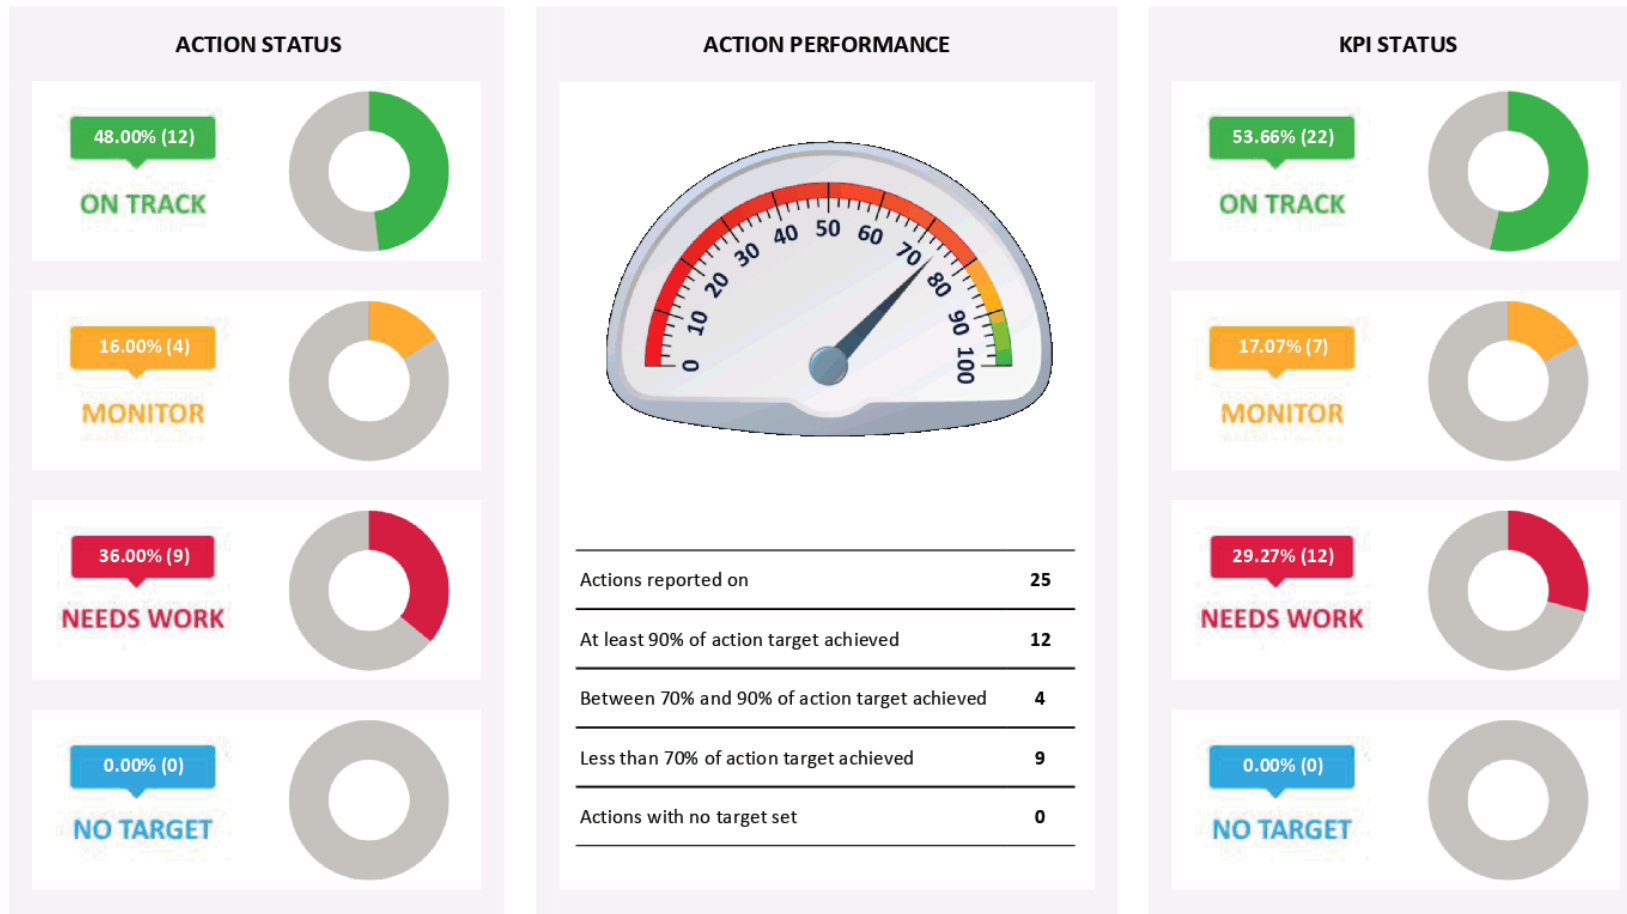 ACTION STATUS
48.00% (12)
ON TRACK
16.00% (4)
MONITOR
36.00% (9)
NEEDS WORK
0.00% (0)
NO TARGET
ACTION PERFORMANCE
0 10 20 30 40 50 60 70 80 90 100
Actions reported on 25
At least 90% of action target achieved 12
Between 70% and 90% of action target achieved 4
Less than 70% of action target achieved 9
Actions with no target set 0
KPI STATUS
53.66% (22)
ON TRACK
17.07% (7)
MONITOR
29.27% (12)
NEEDS WORK
0.00% (0)
NO TARGET